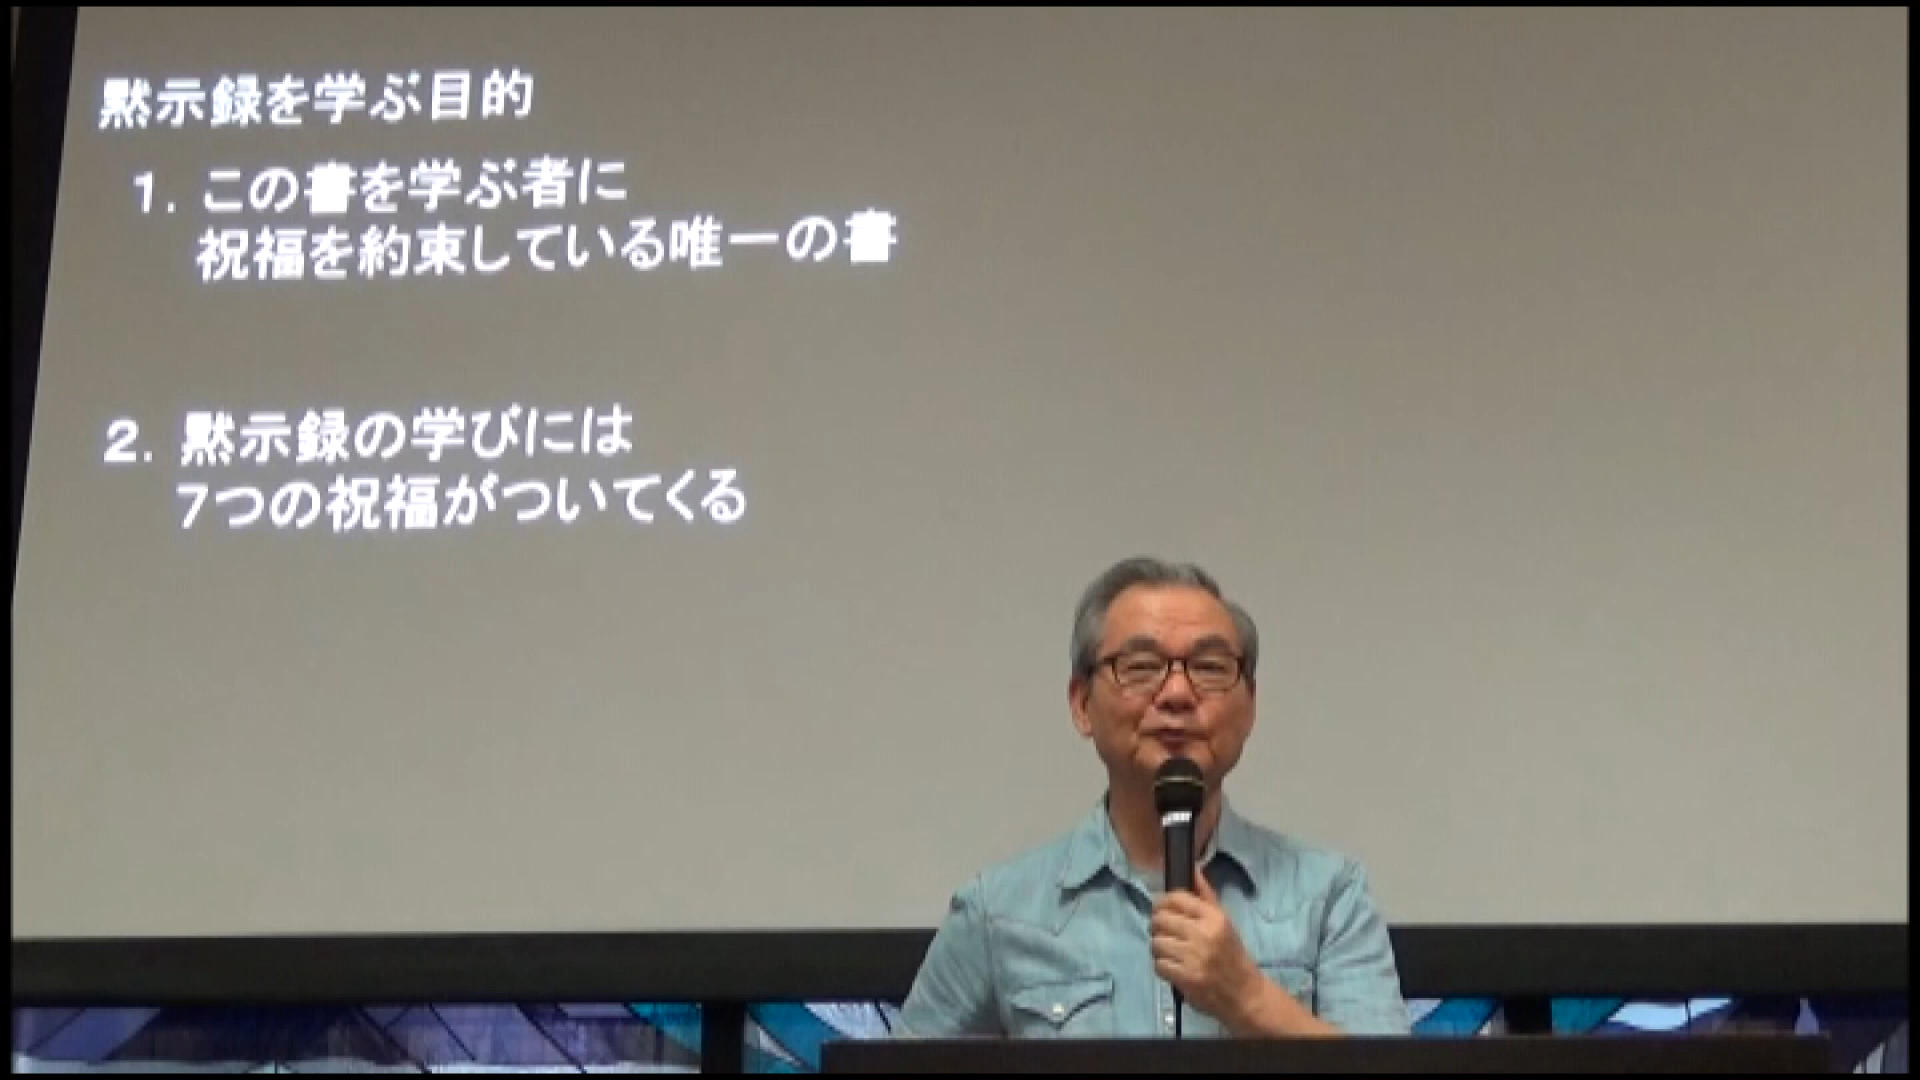 黙示録を学ぶ目的
1. この書を学ぶ者に
祝福を約束している唯一の書
2. 黙示録の学びには
7つの祝福がついてくる